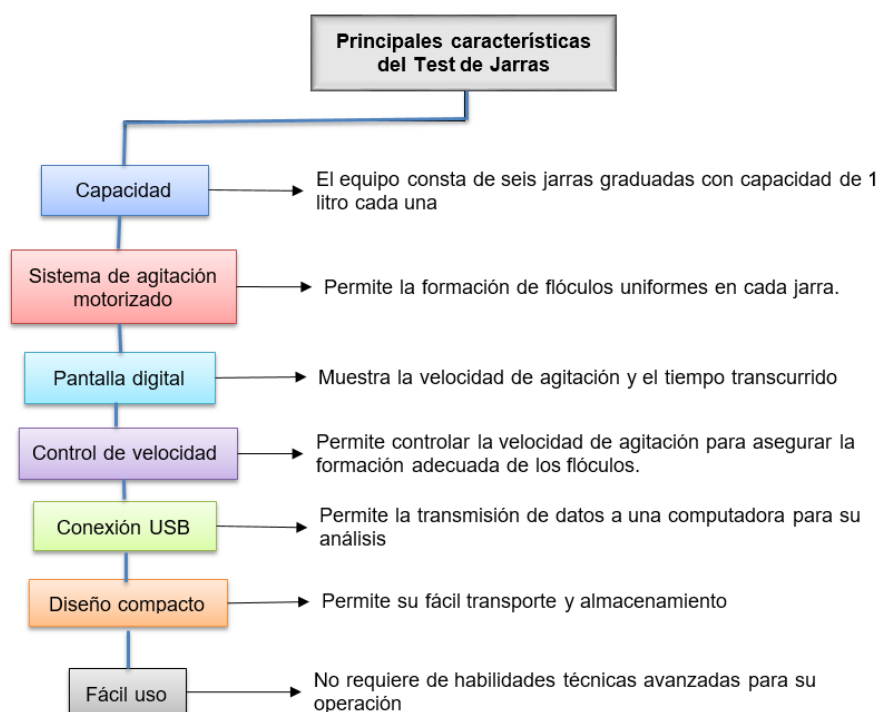 Principales características
del Test de Jarras
Capacidad
El equipo consta de seis jarras graduadas con capacidad de 1
litro cada una
Sistema de agitación
motorizado
Permite la formación de flóculos uniformes en cada jarra.
Pantalla digital
Muestra la velocidad de agitación y el tiempo transcurrido
Control de velocidad
Permite controlar la velocidad de agitación para asegurar la
formación adecuada de los flóculos.
Conexión USB
Permite la transmisión de datos a una computadora para su
análisis
Diseño compacto
Permite su fácil transporte y almacenamiento
Fácil uso
No requiere de habilidades técnicas avanzadas para su
operación